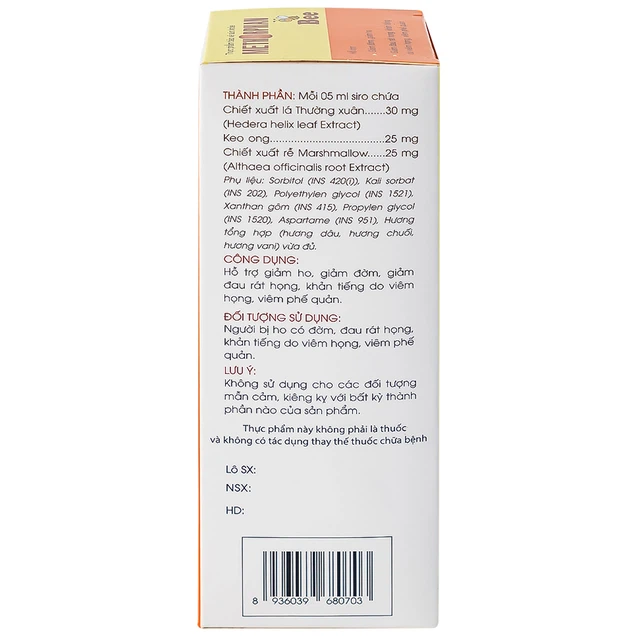 Thực phẩm bảo vệ sức khỏe
METHORPHAN
Bee
THÀNH PHẦN: Mỗi 05 ml siro chứa
Chiết xuất lá Thường xuân.......30 mg
(Hedera helix leaf Extract)
Keo ong....................................25 mg
Chiết xuất rễ Marshmallow.....25 mg
(Althaea officinalis root Extract)
Phụ liệu: Sorbitol (INS 420(i)), Kali sorbat
(INS 202), Polyethylen glycol (INS 1521),
Xanthan gôm (INS 415), Propylen glycol
(INS 1520), Aspartame (INS 951), Hương
tổng hợp (hương dâu, hương chuối,
hương vani) vừa đủ.
CÔNG DỤNG:
Hỗ trợ giảm ho, giảm đờm, giảm
đau rát họng, khản tiếng do viêm
họng, viêm phế quản.
ĐỐI TƯỢNG SỬ DỤNG:
Người bị ho có đờm, đau rát họng,
khản tiếng do viêm họng, viêm phế
quản.
LƯU Ý:
Không sử dụng cho các đối tượng
mẫn cảm, kiêng kỵ với bất kỳ thành
phần nào của sản phẩm.
Thực phẩm này không phải là thuốc
và không có tác dụng thay thế thuốc chữa bệnh
Lô SX:
NSX:
HD:
8 936039 680703